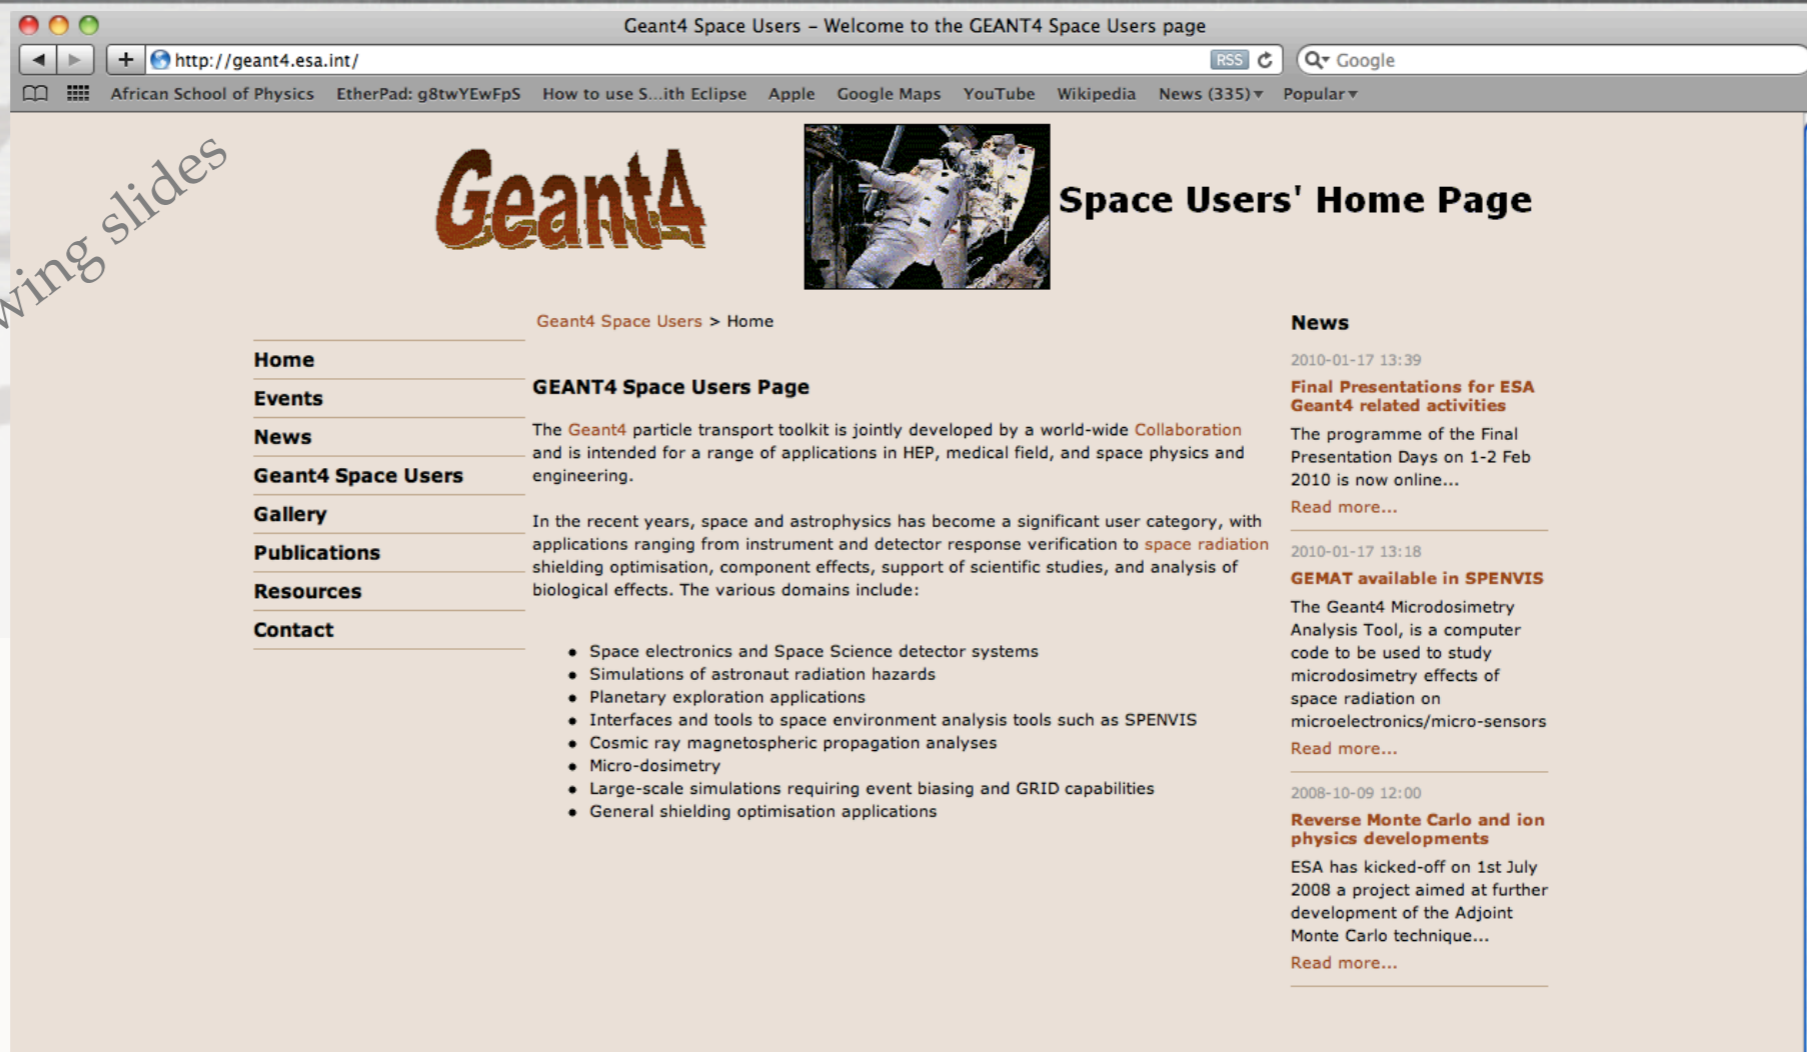 Geant4 Space Users – Welcome to the GEANT4 Space Users page
http://geant4.esa.int/
RSS
Google
African School of Physics EtherPad: g8twYEwFpS How to use S...ith Eclipse Apple Google Maps YouTube Wikipedia News (335) Popular
slides
Geant4
Space Users' Home Page
Geant4 Space Users > Home
Home
Events
News
Geant4 Space Users
Gallery
Publications
Resources
Contact
GEANT4 Space Users Page
The Geant4 particle transport toolkit is jointly developed by a world-wide Collaboration
and is intended for a range of applications in HEP, medical field, and space physics and
engineering.
In the recent years, space and astrophysics has become a significant user category, with
applications ranging from instrument and detector response verification to space radiation
shielding optimisation, component effects, support of scientific studies, and analysis of
biological effects. The various domains include:
• Space electronics and Space Science detector systems
• Simulations of astronaut radiation hazards
• Planetary exploration applications
• Interfaces and tools to space environment analysis tools such as SPENVIS
• Cosmic ray magnetospheric propagation analyses
• Micro-dosimetry
• Large-scale simulations requiring event biasing and GRID capabilities
• General shielding optimisation applications
News
2010-01-17 13:39
Final Presentations for ESA
Geant4 related activities
The programme of the Final
Presentation Days on 1-2 Feb
2010 is now online...
Read more...
2010-01-17 13:18
GEMAT available in SPENVIS
The Geant4 Microdosimetry
Analysis Tool, is a computer
code to be used to study
microdosimetry effects of
space radiation on
microelectronics/micro-sensors
Read more...
2008-10-09 12:00
Reverse Monte Carlo and ion
physics developments
ESA has kicked-off on 1st July
2008 a project aimed at further
development of the Adjoint
Monte Carlo technique...
Read more...